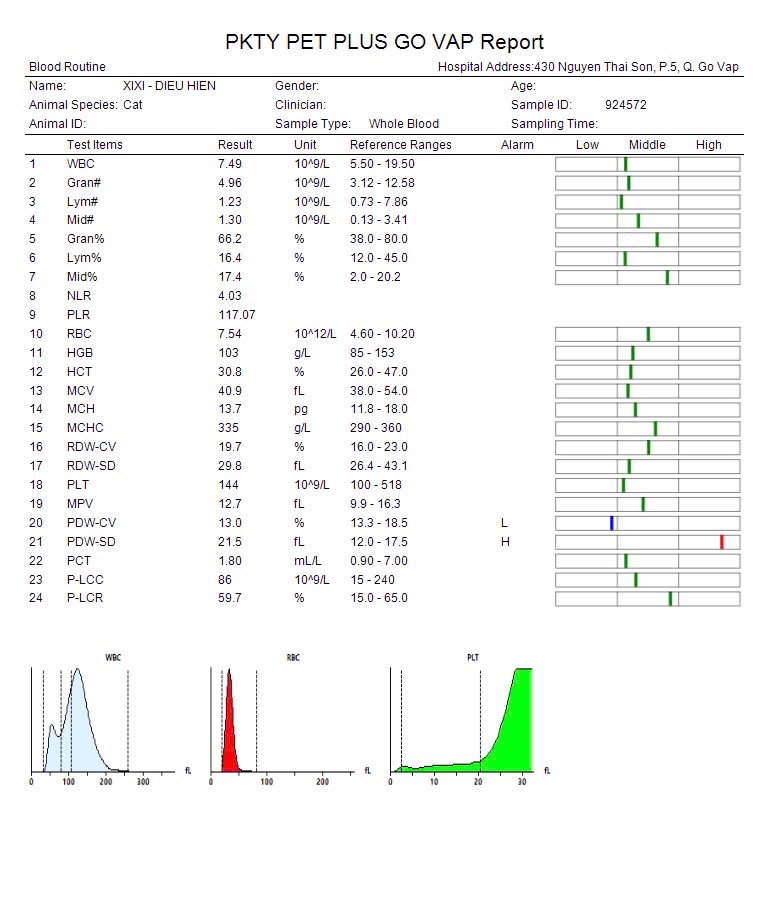 PKTY PET PLUS GO VAP Report
Blood Routine Hospital Address:430 Nguyen Thai Son, P.5, Q. Go Vap
Name: XIXI - DIEU HIEN Gender: Age:
Animal Species: Cat Clinician: Sample ID: 924572
Animal ID: Sample Type: Whole Blood Sampling Time:
Test Items Result Unit Reference Ranges Alarm Low Middle High
1 WBC 7.49 10^9/L 5.50 - 19.50
2 Gran# 4.96 10^9/L 3.12 - 12.58
3 Lym# 1.23 10^9/L 0.73 - 7.86
4 Mid# 1.30 10^9/L 0.13 - 3.41
5 Gran% 66.2 % 38.0 - 80.0
6 Lym% 16.4 % 12.0 - 45.0
7 Mid% 17.4 % 2.0 - 20.2
8 NLR 4.03
9 PLR 117.07
10 RBC 7.54 10^12/L 4.60 - 10.20
11 HGB 103 g/L 85 - 153
12 HCT 30.8 % 26.0 - 47.0
13 MCV 40.9 fL 38.0 - 54.0
14 MCH 13.7 pg 11.8 - 18.0
15 MCHC 335 g/L 290 - 360
16 RDW-CV 19.7 % 16.0 - 23.0
17 RDW-SD 29.8 fL 26.4 - 43.1
18 PLT 144 10^9/L 100 - 518
19 MPV 12.7 fL 9.9 - 16.3
20 PDW-CV 13.0 % 13.3 - 18.5 L
21 PDW-SD 21.5 fL 12.0 - 17.5 H
22 PCT 1.80 mL/L 0.90 - 7.00
23 P-LCC 86 10^9/L 15 - 240
24 P-LCR 59.7 % 15.0 - 65.0
WBC RBC PLT
fL fL fL
0 100 200 300 0 100 200 0 10 20 30